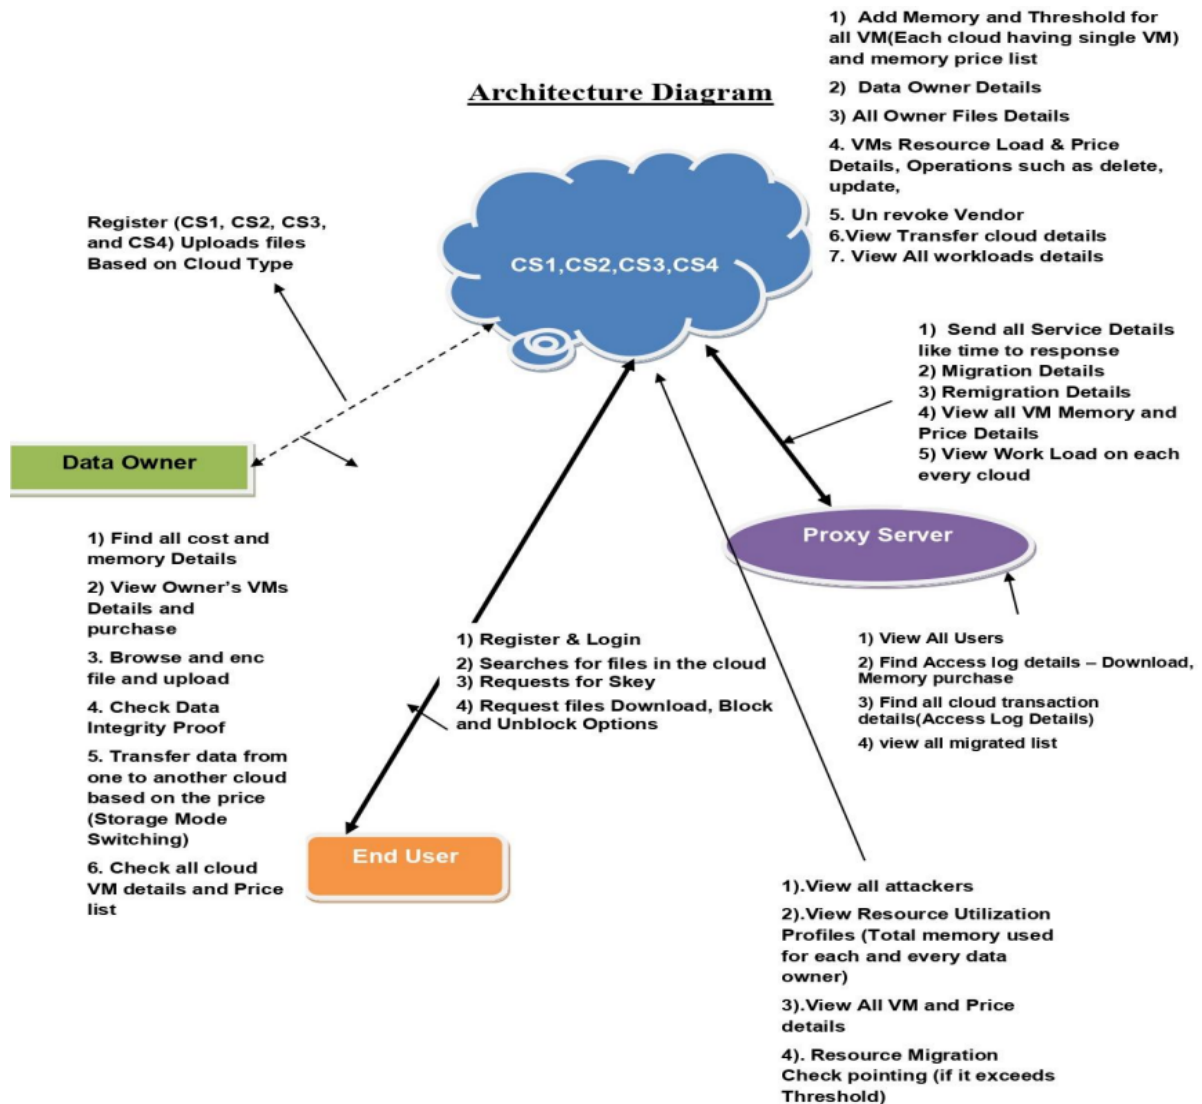 Architecture Diagram
1) Add Memory and Threshold for
all VM(Each cloud having single VM)
and memory price list
2) Data Owner Details
3) All Owner Files Details
4. VMs Resource Load & Price
Details, Operations such as delete,
update,
5. Un revoke Vendor
6.View Transfer cloud details
7. View All workloads details
Register (CS1, CS2, CS3,
and CS4) Uploads files
Based on Cloud Type
CS1,CS2,CS3,CS4
1) Send all Service Details
like time to response
2) Migration Details
3) Remigration Details
4) View all VM Memory and
Price Details
5) View Work Load on each
every cloud
Data Owner
Proxy Server
1) Find all cost and
memory Details
2) View Owner's VMs
Details and
purchase
3. Browse and enc
file and upload
4. Check Data
Integrity Proof
5. Transfer data from
one to another cloud
based on the price
(Storage Mode
Switching)
6. Check all cloud
VM details and Price
list
1) Register & Login
2) Searches for files in the cloud
3) Requests for Skey
4) Request files Download, Block
and Unblock Options
1) View All Users
2) Find Access log details – Download,
Memory purchase
3) Find all cloud transaction
details(Access Log Details)
4) view all migrated list
End User
1).View all attackers
2).View Resource Utilization
Profiles (Total memory used
for each and every data
owner)
3).View All VM and Price
details
4). Resource Migration
Check pointing (if it exceeds
Threshold)